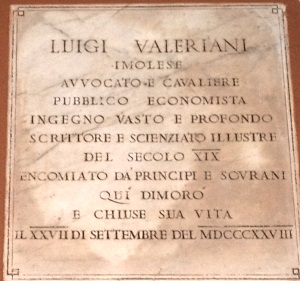 LUIGI VALERIANI
IMOLESE
AVVOCATO E CAVALIERE
PUBBLICO ECONOMISTA
INGEGNO VASTO E PROFONDO
SCRITTORE E SCIENZIATO ILLUSTRE
DEL SECOLO XIX
ENCOMIATO DA' PRINCIPI E SOVRANI
QUÍ DIMORÒ
E CHIUSE SUA VITA
IL XXVII DI SETTEMBRE DEL MDCCCXXVIII